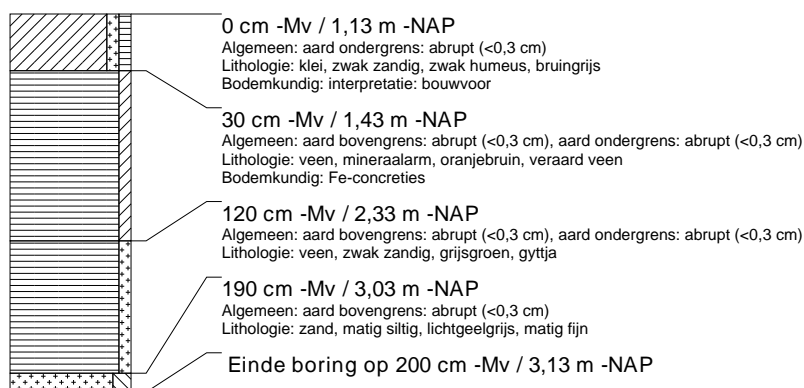 0 cm -Mv / 1,13 m -NAP
Algemeen: aard ondergrens: abrupt (<0,3 cm)
Lithologie: klei, zwak zandig, zwak humeus, bruingrijs
Bodemkundig: interpretatie: bouwvoor
30 cm -Mv / 1,43 m -NAP
Algemeen: aard bovengrens: abrupt (<0,3 cm), aard ondergrens: abrupt (<0,3 cm)
Lithologie: veen, mineraalarm, oranjebruin, veraard veen
Bodemkundig: Fe-concreties
120 cm -Mv / 2,33 m -NAP
Algemeen: aard bovengrens: abrupt (<0,3 cm), aard ondergrens: abrupt (<0,3 cm)
Lithologie: veen, zwak zandig, grijsgroen, gyttja
190 cm -Mv / 3,03 m -NAP
Algemeen: aard bovengrens: abrupt (<0,3 cm)
Lithologie: zand, matig siltig, lichtgeelgrijs, matig fijn
Einde boring op 200 cm -Mv / 3,13 m -NAP